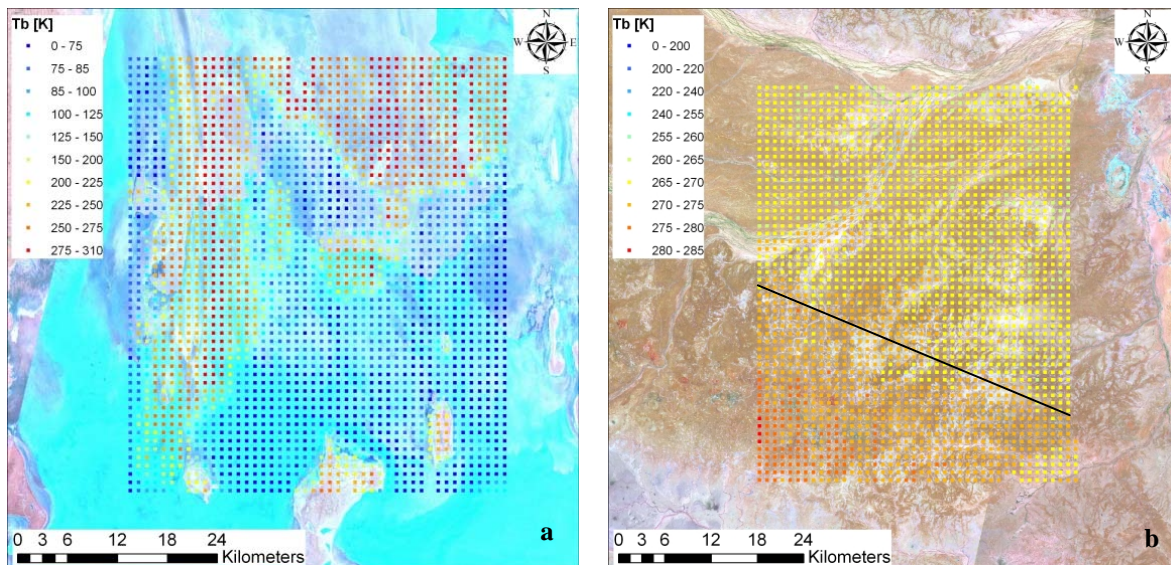 Tb [K]
0 - 75
75 - 85
85 - 100
100 - 125
125 - 150
150 - 200
200 - 225
225 - 250
250 - 275
275 - 310
N
W E
S
0 3 6 12 18 24
Kilometers
a
Tb [K]
0 - 200
200 - 220
220 - 240
240 - 255
255 - 260
260 - 265
265 - 270
270 - 275
275 - 280
280 - 285
N
W E
S
0 3 6 12 18 24
Kilometers
b